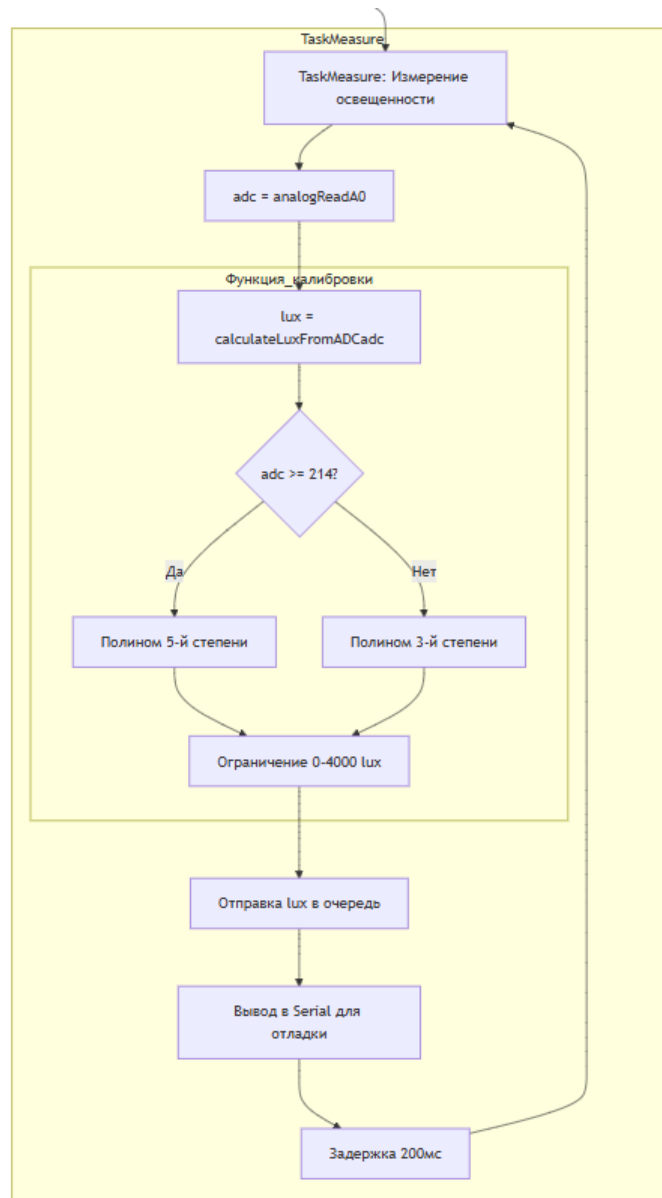 TaskMeasure
TaskMeasure: Измерение
освещенности
adc = analogReadA0
Функция_калибровки
lux =
calculateLuxFromADCadc
adc >= 214?
Да
Нет
Полином 5-й степени
Полином 3-й степени
Ограничение 0-4000 lux
Отправка lux в очередь
Вывод в Serial для
отладки
Задержка 200мс